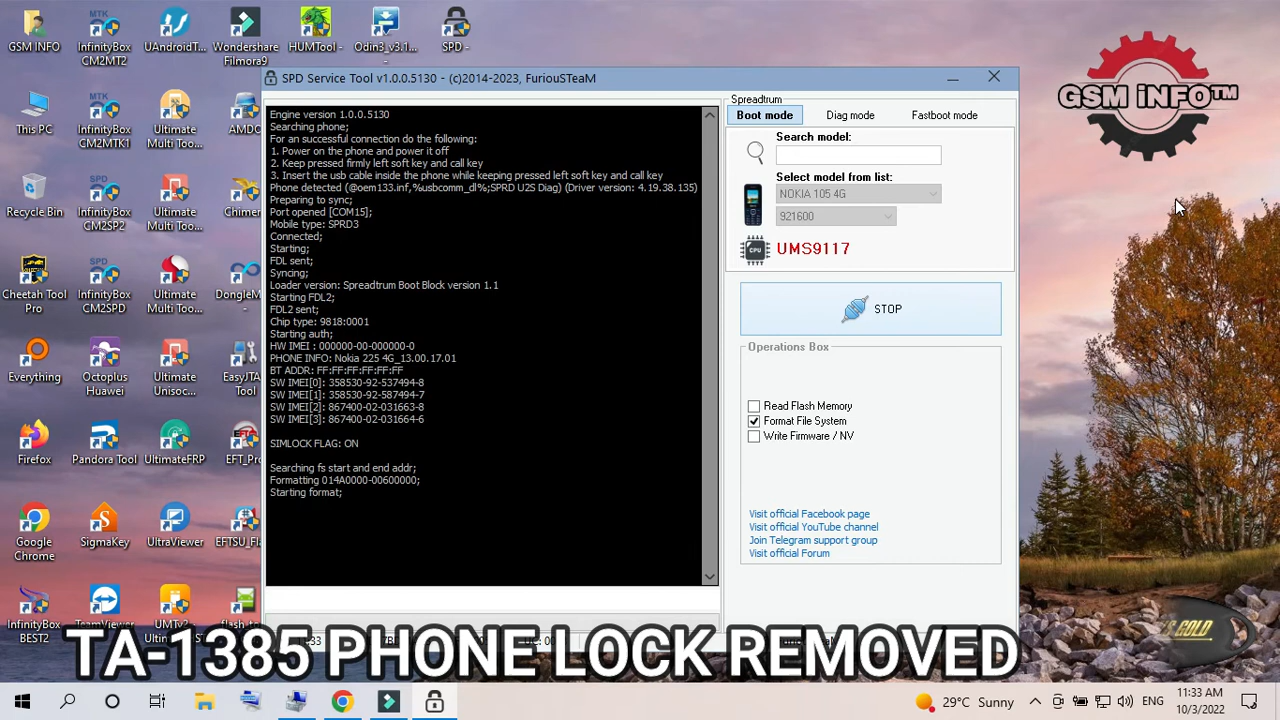 GSM INFO
InfinityBox CM2MT2
UAndroidT...
Wondershare Filmora9
HUMTool -
Odin3_v3.1...
-
SPD -
GSM iNFO™
SPD Service Tool v1.0.0.5130 - (c)2014-2023, FuriouSTeaM
Engine version 1.0.0.5130
Searching phone;
For an successful connection do the following:
1. Power on the phone and power it off
2. Keep pressed firmly left soft key and call key
3. Insert the usb cable inside the phone while keeping pressed left soft key and call key
Phone detected (@oem133.inf,%usbcomm_dl%;SPRD U2S Diag) (Driver version: 4.19.38.135)
Preparing to sync;
Port opened [COM15];
Mobile type: SPRD3
Connected;
Starting;
FDL sent;
Syncing;
Loader version: Spreadtrum Boot Block version 1.1
Starting FDL2;
FDL2 sent;
Chip type: 9818:0001
Starting auth;
HW IMEI : 000000-00-000000-0
PHONE INFO: Nokia 225 4G_13.00.17.01
BT ADDR: FF:FF:FF:FF:FF:FF
SW IMEI[0]: 358530-92-537494-8
SW IMEI[1]: 358530-92-587494-7
SW IMEI[2]: 867400-02-031663-8
SW IMEI[3]: 867400-02-031664-6
SIMLOCK FLAG: ON
Searching fs start and end addr;
Formatting 014A0000-00600000;
Starting format;
Spreadtrum
Boot mode
Diag mode
Fastboot mode
Search model:
Select model from list:
NOKIA 105 4G
921600
CPU
UMS9117
STOP
Operations Box
Read Flash Memory
Format File System
Write Firmware / NV
Visit official Facebook page
Visit official YouTube channel
Join Telegram support group
Visit official Forum
This PC
InfinityBox CM2MTK1
Ultimate Multi Too...
AMDC
Recycle Bin
InfinityBox CM2SP2
Ultimate Multi Too...
Chimer
Cheetah Tool Pro
InfinityBox CM2SPD
Ultimate Multi Too...
DongleM
-
Everything
Octoplus Huawei
Ultimate Unisoc...
EasyJTA Tool
Firefox
Pandora Tool
UltimateFRP
EFT_Pro
Google Chrome
SigmaKey
UltraViewer
EFTSU_Fl
InfinityBox BEST2
TeamViewer
UMTv2 -
flash_to
TA-1385 PHONE LOCK REMOVED
29°C Sunny
ENG
11:33 AM
10/3/2022